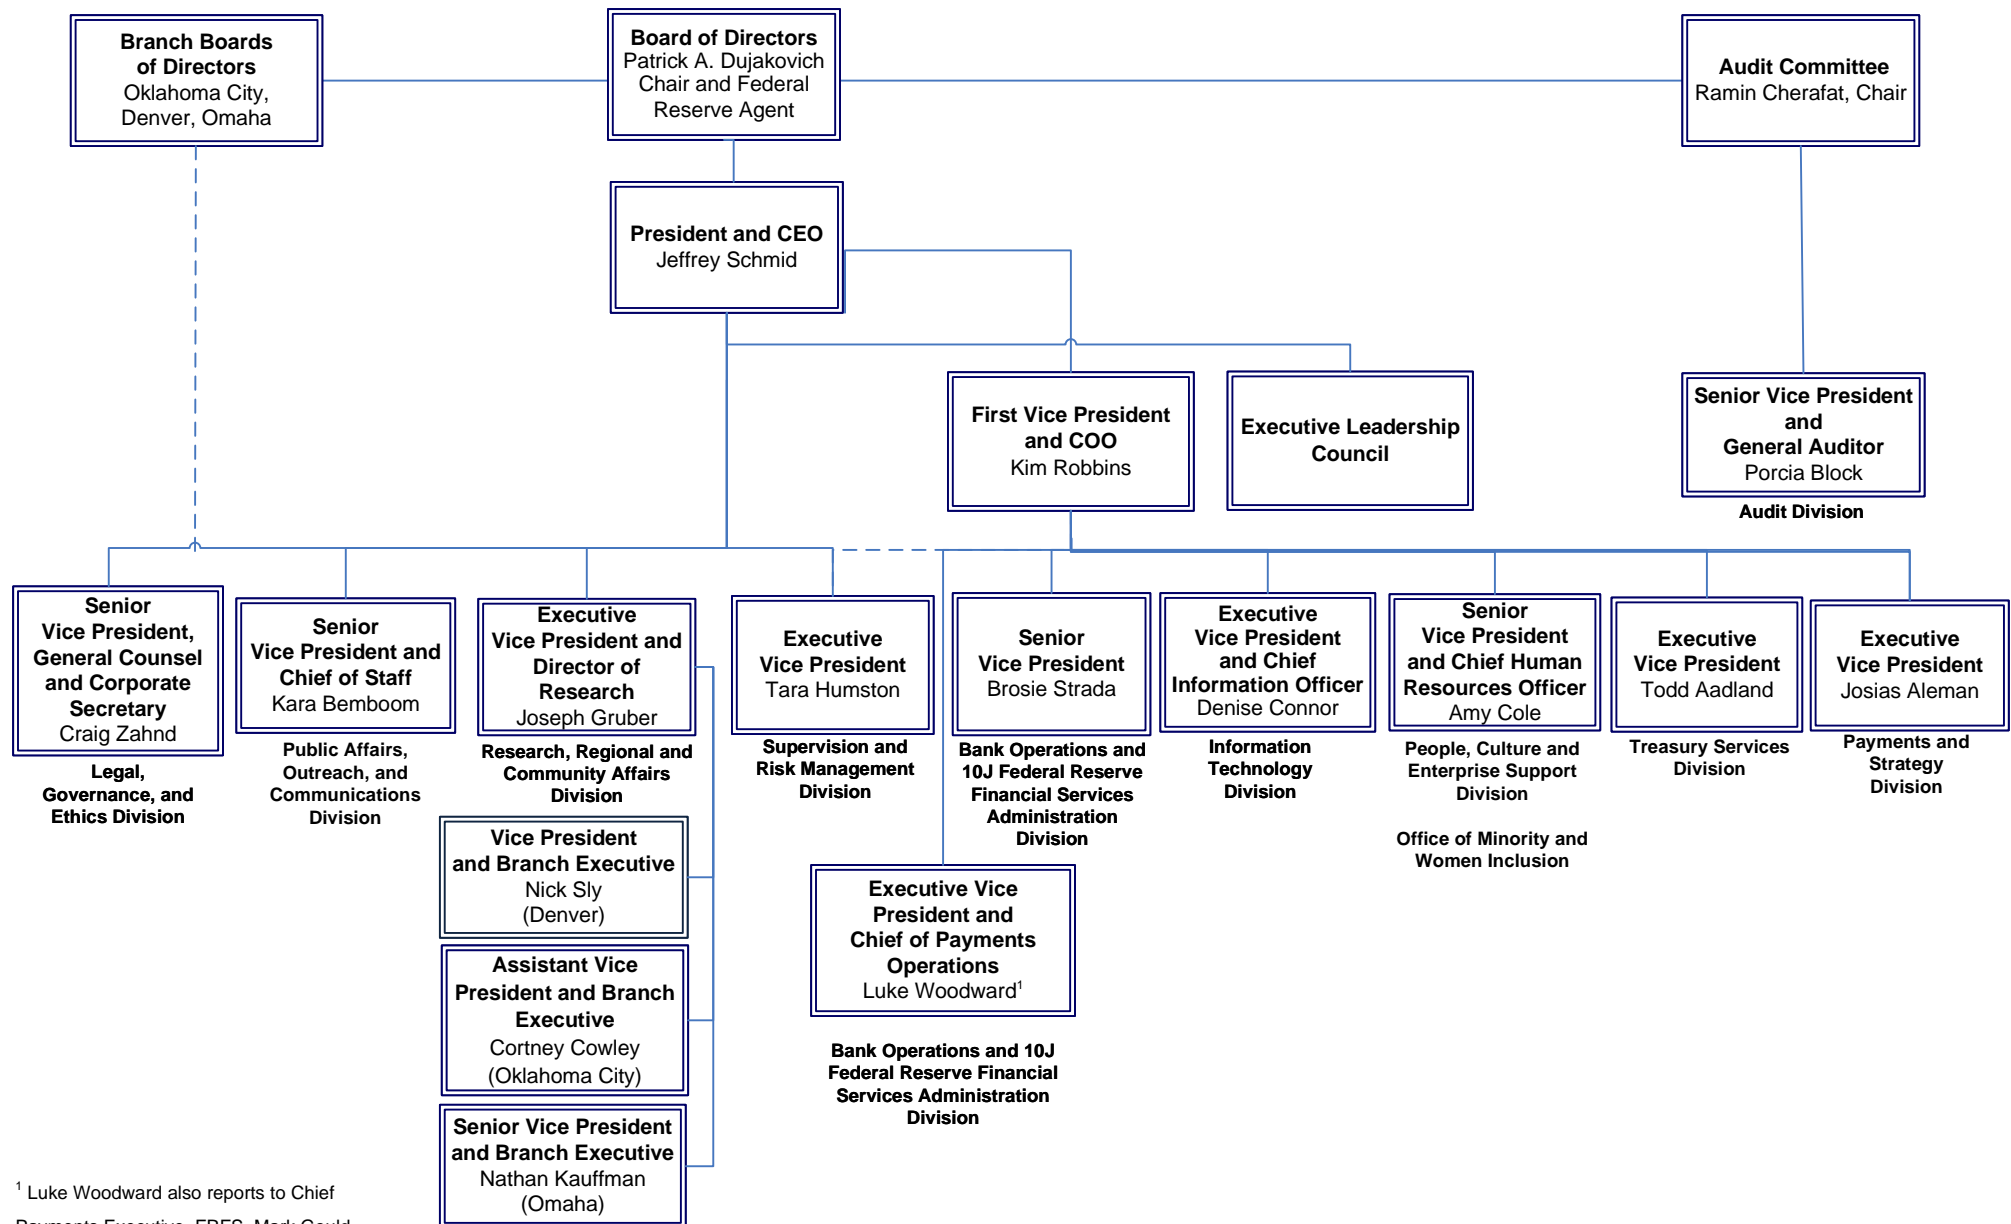 Branch Boards
of Directors
Oklahoma City,
Denver, Omaha
Board of Directors
Patrick A. Dujakovich
Chair and Federal
Reserve Agent
Audit Committee
Ramin Cherafat, Chair
President and CEO
Jeffrey Schmid
First Vice President
and COO
Kim Robbins
Executive Leadership
Council
Senior Vice President
and
General Auditor
Porcia Block
Audit Division
Senior
Vice President,
General Counsel
and Corporate
Secretary
Craig Zahnd
Legal,
Governance, and
Ethics Division
Senior
Vice President and
Chief of Staff
Kara Bemboom
Public Affairs,
Outreach, and
Communications
Division
Executive
Vice President and
Director of
Research
Joseph Gruber
Research, Regional and
Community Affairs
Division
Executive
Vice President
Tara Humston
Supervision and
Risk Management
Division
Senior
Vice President
Brosie Strada
Bank Operations and
10J Federal Reserve
Financial Services
Administration
Division
Executive
Vice President
and Chief
Information Officer
Denise Connor
Information
Technology
Division
Senior
Vice President
and Chief Human
Resources Officer
Amy Cole
People, Culture and
Enterprise Support
Division
Office of Minority and
Women Inclusion
Executive
Vice President
Todd Aadland
Treasury Services
Division
Executive
Vice President
Josias Aleman
Payments and
Strategy
Division
Vice President
and Branch Executive
Nick Sly
(Denver)
Assistant Vice
President and Branch
Executive
Cortney Cowley
(Oklahoma City)
Senior Vice President
and Branch Executive
Nathan Kauffman
(Omaha)
Executive Vice
President and
Chief of Payments
Operations
Luke Woodward¹
Bank Operations and 10J
Federal Reserve Financial
Services Administration
Division
¹ Luke Woodward also reports to Chief
Payments Executive, FRFS, Mark Gould